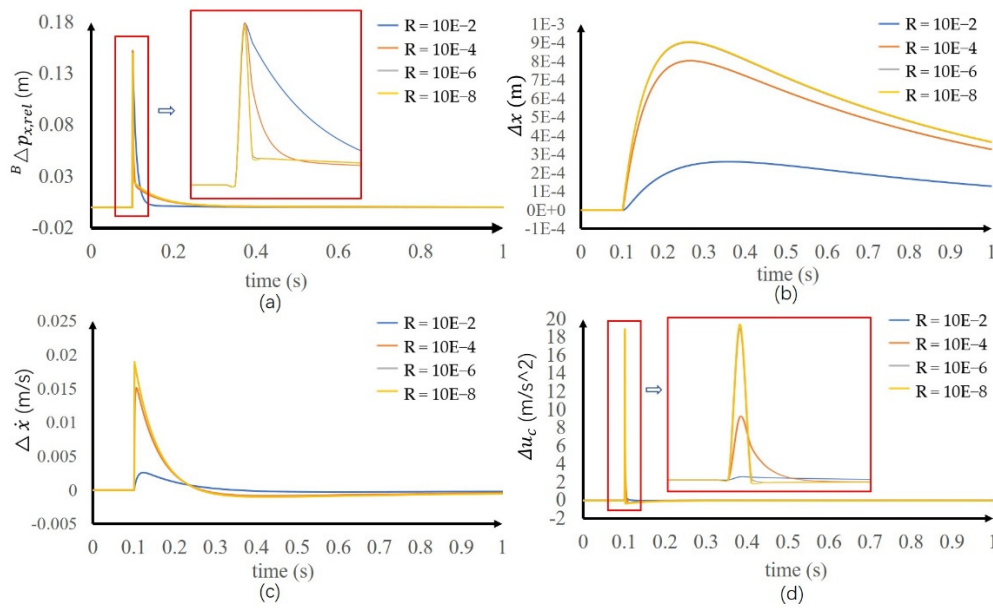 0.18
0.13
0.08
0.03
-0.02
ᴮ△p_{x,rel} (m)
R = 10E−2
R = 10E−4
R = 10E−6
R = 10E−8
0 0.2 0.4 0.6 0.8 1
time (s)
(a)
1E-3
9E-4
8E-4
7E-4
6E-4
5E-4
4E-4
3E-4
2E-4
1E-4
0E+0
-1E-4
Δx (m)
R = 10E−2
R = 10E−4
R = 10E−6
R = 10E−8
0 0.1 0.2 0.3 0.4 0.5 0.6 0.7 0.8 0.9 1
time (s)
(b)
0.025
0.02
0.015
0.01
0.005
0
-0.005
△ẋ (m/s)
R = 10E−2
R = 10E−4
R = 10E−6
R = 10E−8
0 0.1 0.2 0.3 0.4 0.5 0.6 0.7 0.8 0.9 1
time (s)
(c)
20
18
16
14
12
10
8
6
4
2
0
-2
Δu_c (m/s^2)
R = 10E−2
R = 10E−4
R = 10E−6
R = 10E−8
0 0.1 0.2 0.3 0.4 0.5 0.6 0.7 0.8 0.9 1
time (s)
(d)